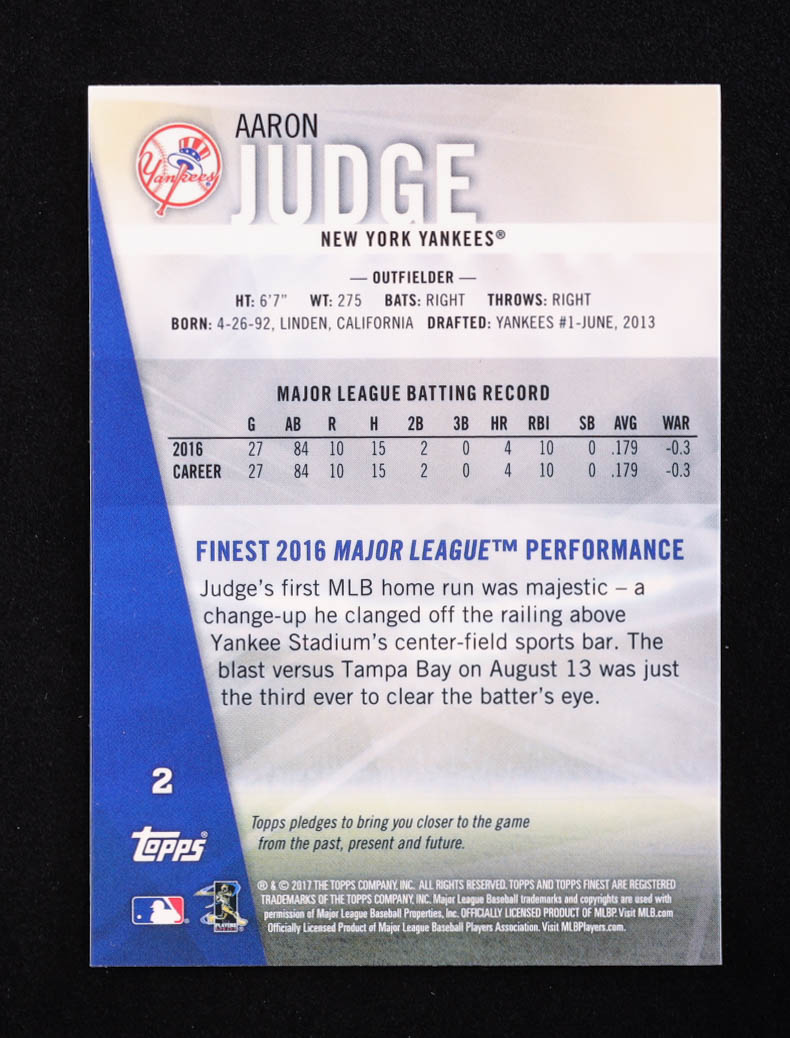 AARON
Yankees
JUDGE
NEW YORK YANKEES®
— OUTFIELDER —
HT: 6'7" WT: 275 BATS: RIGHT THROWS: RIGHT
BORN: 4-26-92, LINDEN, CALIFORNIA DRAFTED: YANKEES #1-JUNE, 2013
MAJOR LEAGUE BATTING RECORD
G AB R H 2B 3B HR RBI SB AVG WAR
2016 27 84 10 15 2 0 4 10 0 .179 -0.3
CAREER 27 84 10 15 2 0 4 10 0 .179 -0.3
FINEST 2016 MAJOR LEAGUE™ PERFORMANCE
Judge's first MLB home run was majestic – a
change-up he clanged off the railing above
Yankee Stadium's center-field sports bar. The
blast versus Tampa Bay on August 13 was just
the third ever to clear the batter's eye.
2
Topps pledges to bring you closer to the game
from the past, present and future.
Topps®
® & © 2017 THE TOPPS COMPANY, INC. ALL RIGHTS RESERVED. TOPPS AND TOPPS FINEST ARE REGISTERED
TRADEMARKS OF THE TOPPS COMPANY, INC. Major League Baseball trademarks and copyrights are used with
permission of Major League Baseball Properties, Inc. OFFICIALLY LICENSED PRODUCT OF MLBP. Visit MLB.com
Officially Licensed Product of Major League Baseball Players Association. Visit MLBPlayers.com.
PLAYERS